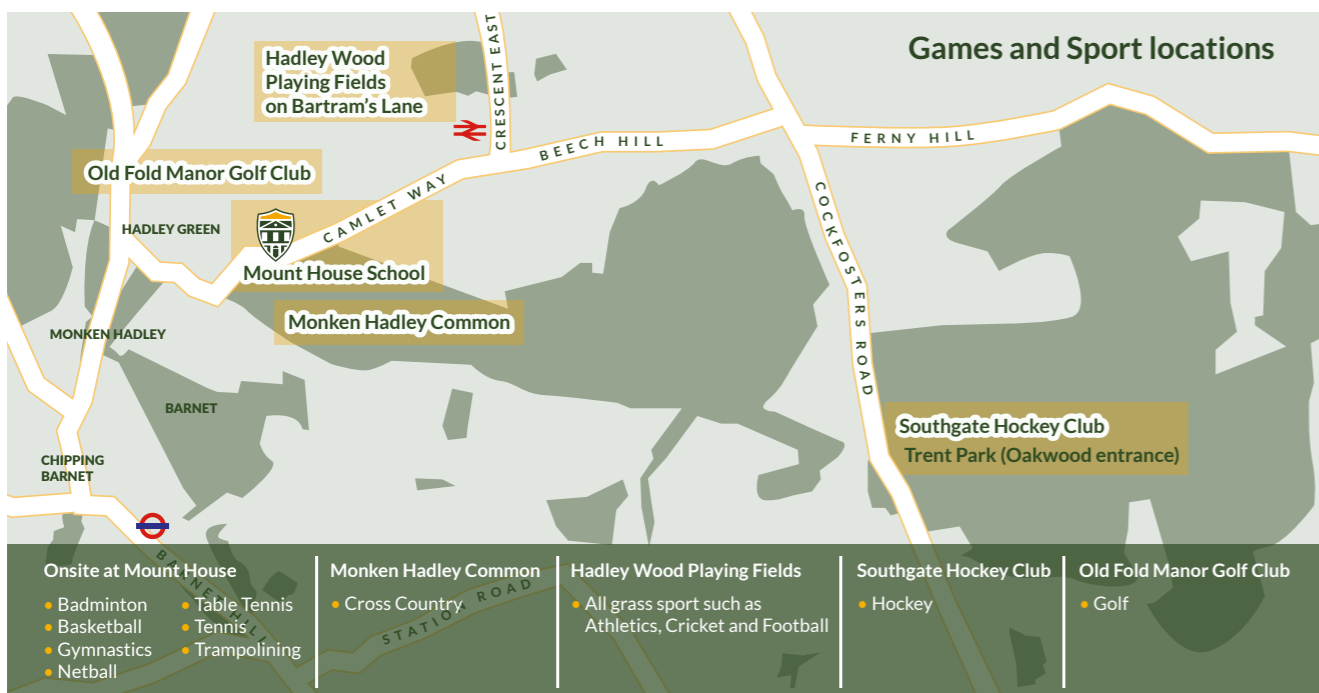 Games and Sport locations
Hadley Wood
Playing Fields
on Bartram's Lane
CRESCENT EAST
BEECH HILL
FERNY HILL
Old Fold Manor Golf Club
CAMLET WAY
HADLEY GREEN
COCKFOSTERS ROAD
Mount House School
Monken Hadley Common
MONKEN HADLEY
BARNET
Southgate Hockey Club
Trent Park (Oakwood entrance)
CHIPPING
BARNET
BARNET HILL
STATION ROAD
Onsite at Mount House
• Badminton
• Basketball
• Gymnastics
• Netball
• Table Tennis
• Tennis
• Trampolining
Monken Hadley Common
• Cross Country
Hadley Wood Playing Fields
• All grass sport such as
Athletics, Cricket and Football
Southgate Hockey Club
• Hockey
Old Fold Manor Golf Club
• Golf